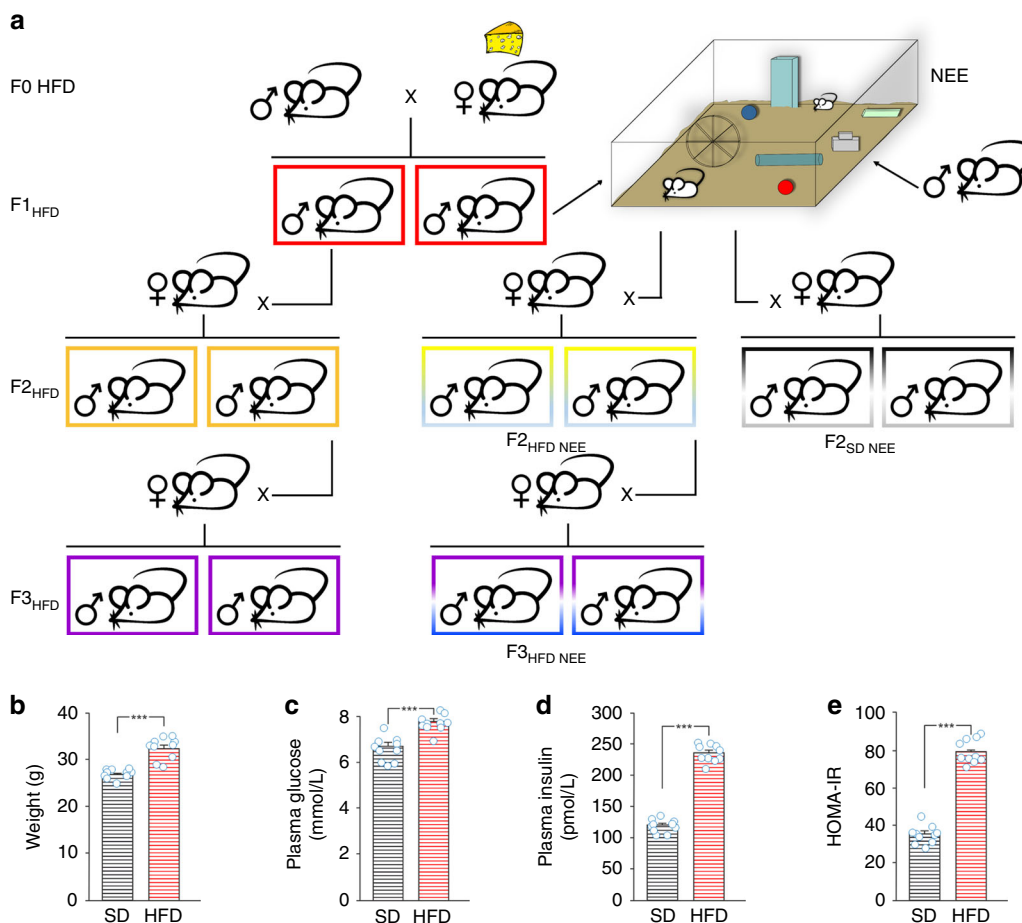 a
F0 HFD
♂
X
♀
NEE
♂
F1HFD
♂
♂
♀
X
♀
X
X
♀
F2HFD
♂
♂
♂
♂
♂
♂
F2HFD NEE
F2SD NEE
♀
X
♀
X
F3HFD
♂
♂
♂
♂
F3HFD NEE
b
Weight (g)
40
30
20
10
0
***
SD HFD
c
Plasma glucose
(mmol/L)
8
6
4
2
0
***
SD HFD
d
Plasma insulin
(pmol/L)
300
250
200
150
100
50
0
***
SD HFD
e
HOMA-IR
100
80
60
40
20
0
***
SD HFD